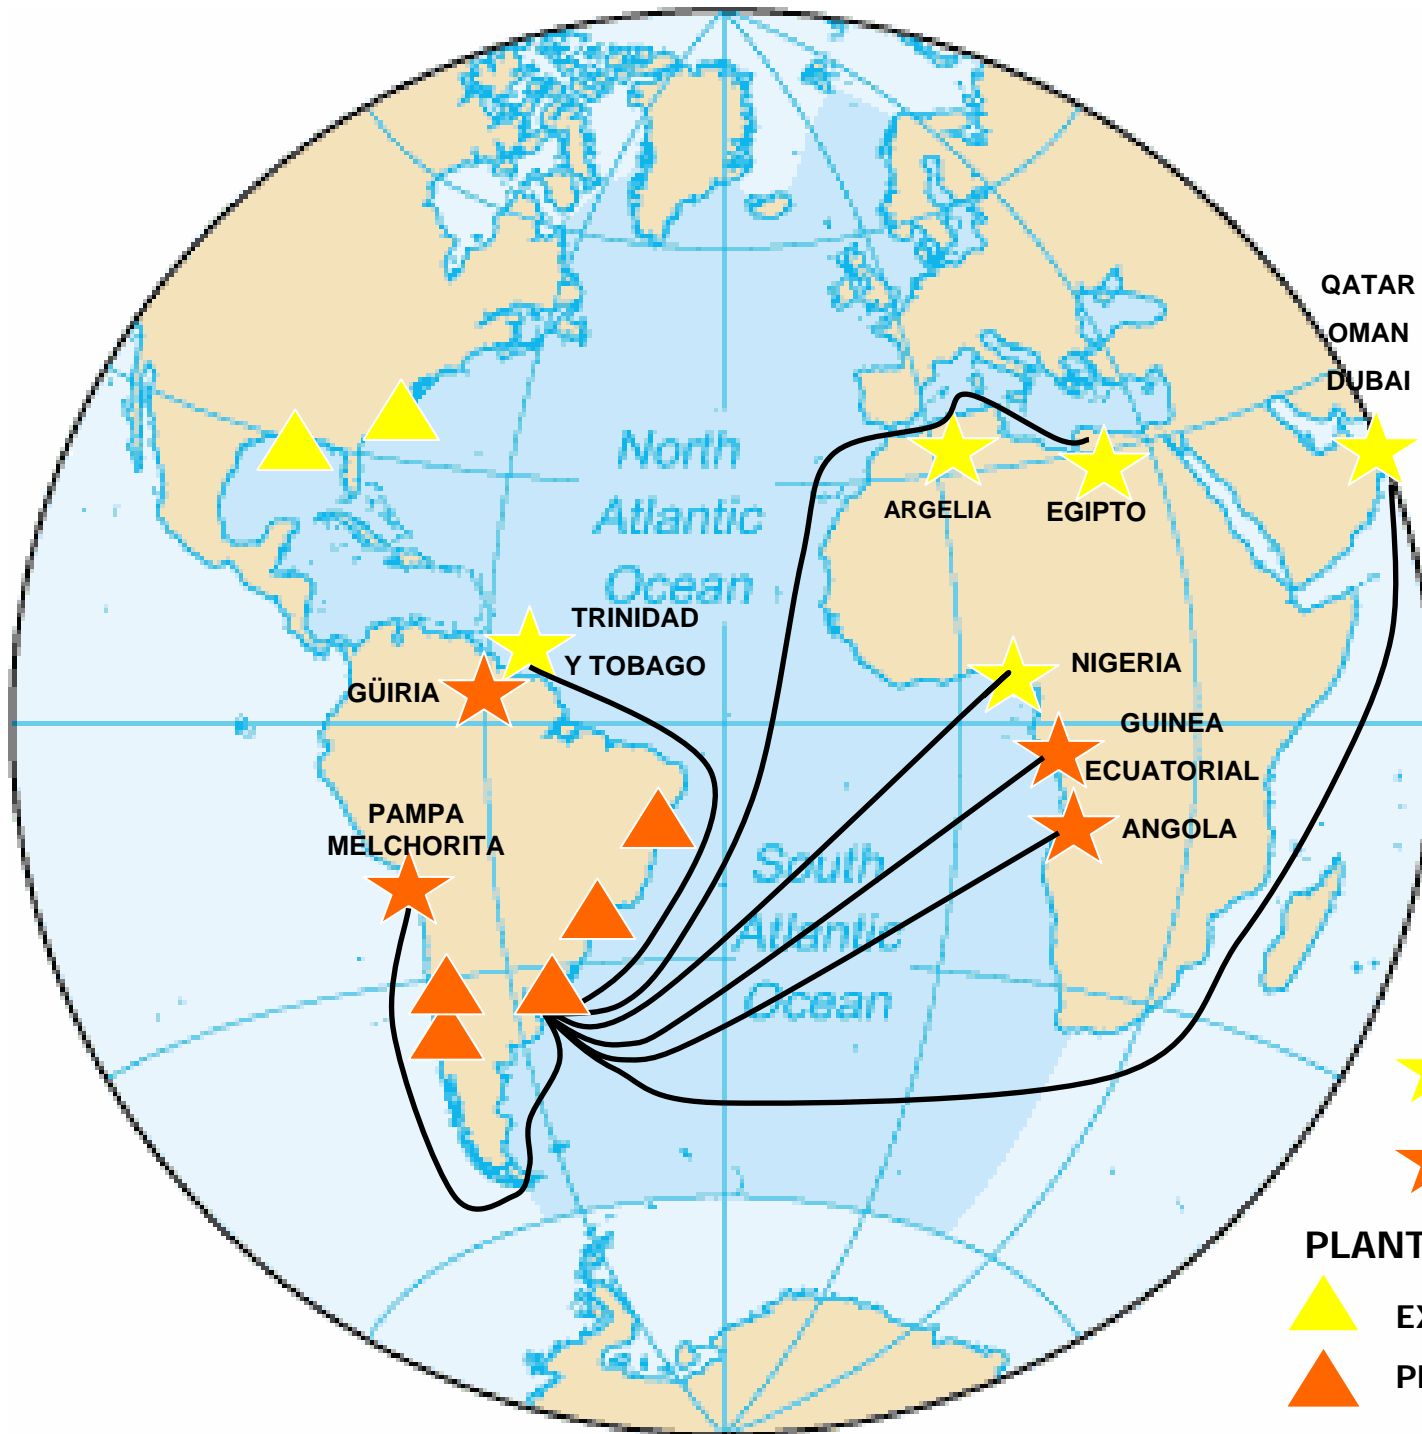 QATAR
OMAN
DUBAI
North
Atlantic
Ocean
ARGELIA
EGIPTO
TRINIDAD
Y TOBAGO
GÜIRIA
NIGERIA
GUINEA
ECUATORIAL
PAMPA
MELCHORITA
ANGOLA
South
Atlantic
Ocean
PLANT